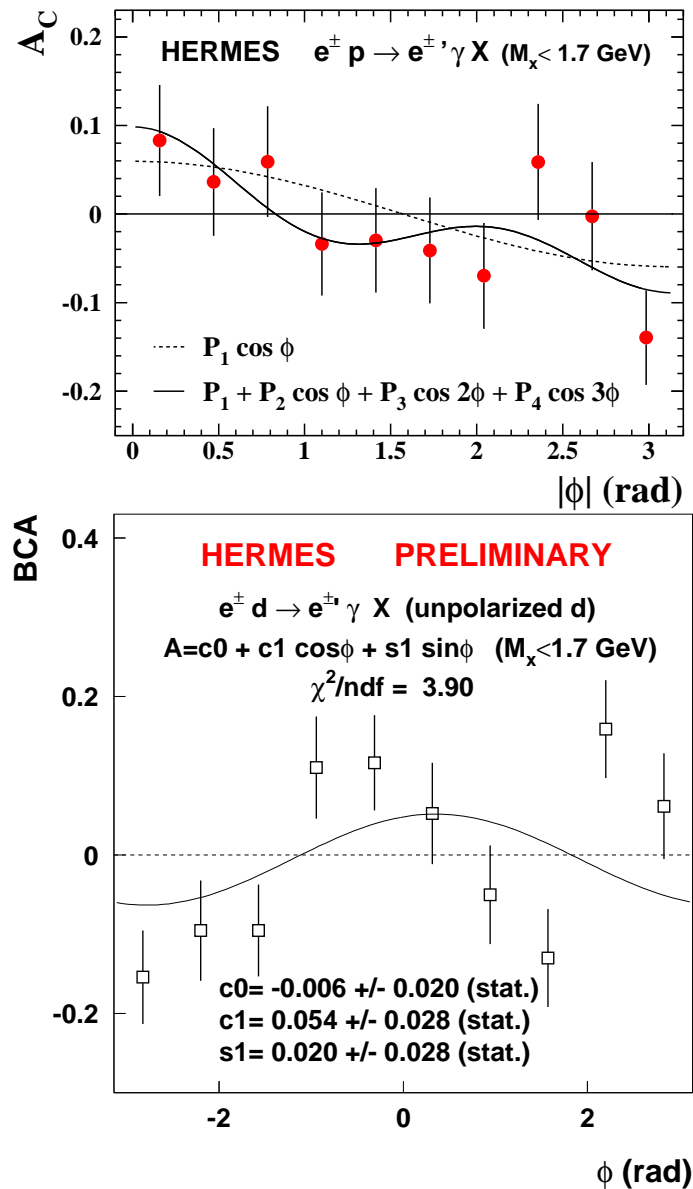 A_C
0.2
HERMES e^± p → e^± ' γ X (M_x< 1.7 GeV)
0.1
0
-0.1
P_1 cos ϕ
-0.2
P_1 + P_2 cos ϕ + P_3 cos 2ϕ + P_4 cos 3ϕ
0 0.5 1 1.5 2 2.5 3
|ϕ| (rad)
BCA
0.4
HERMES PRELIMINARY
e^± d → e^±' γ X (unpolarized d)
A=c0 + c1 cosϕ + s1 sinϕ (M_x<1.7 GeV)
χ^2/ndf = 3.90
0.2
0
c0= -0.006 +/- 0.020 (stat.)
-0.2
c1= 0.054 +/- 0.028 (stat.)
s1= 0.020 +/- 0.028 (stat.)
-2 0 2
ϕ (rad)